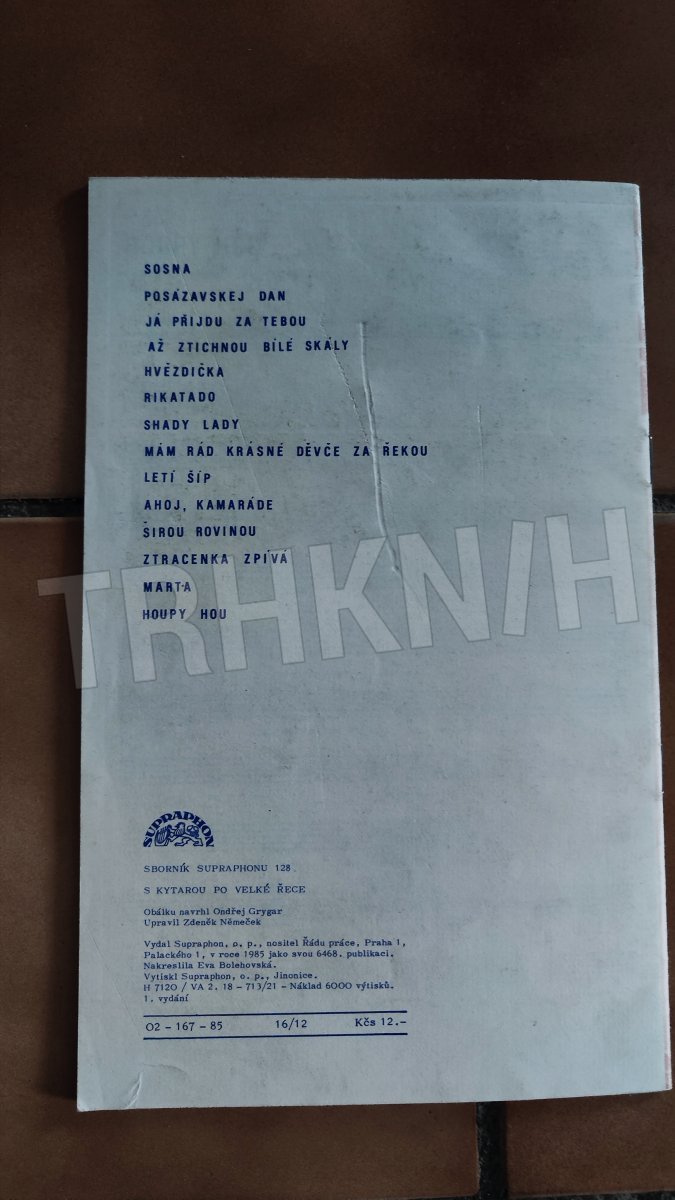 SOSNA
POSÁZAVSKEJ DAN
JÁ PŘIJDU ZA TEBOU
AŽ ZTICHNOU BÍLÉ SKÁLY
HVĚZDIČKA
RIKATADO
SHADY LADY
MÁM RÁD KRÁSNÉ DĚVČE ZA ŘEKOU
LETÍ ŠÍP
AHOJ, KAMARÁDE
ŠIROU ROVINOU
ZTRACENKA ZPÍVÁ
TRHKNIH
MARTA
HOUPY HOU
SUPRAPHON
SBORNÍK SUPRAPHONU 128
S KYTAROU PO VELKÉ ŘECE
Obálku navrhl Ondřej Grygar
Upravil Zdeněk Němeček
Vydal Supraphon, o. p., nositel Řádu práce, Praha 1,
Palackého 1, v roce 1985 jako svou 6468. publikaci.
Nakreslila Eva Bolehovská.
Vytiskl Supraphon, o. p., Jinonice.
H 7120 / VA 2. 18 - 713/21 - Náklad 6000 výtisků.
1. vydání
02 - 167 - 85 16/12 Kčs 12.-